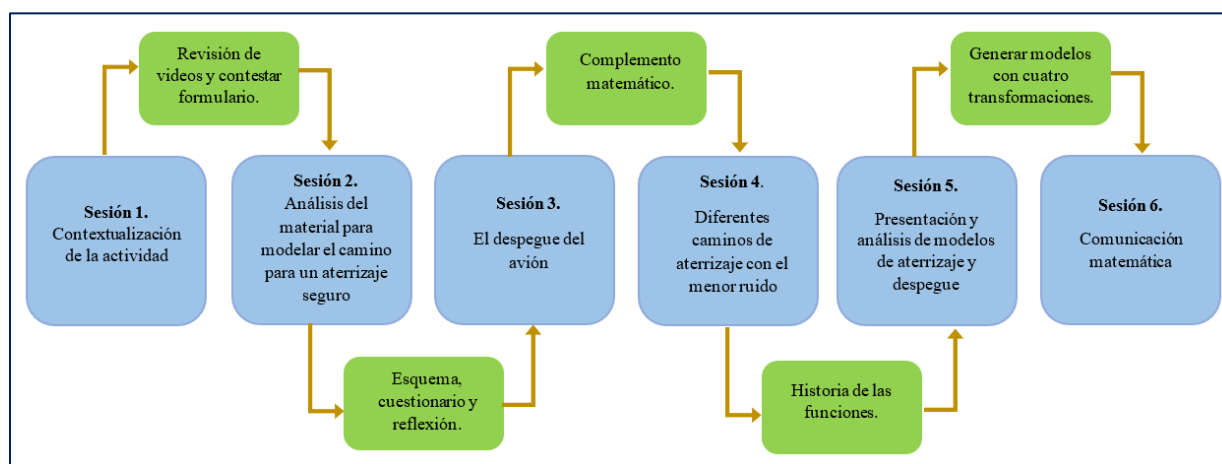 Revisión de
videos y contestar
formulario.
Complemento
matemático.
Generar modelos
con cuatro
transformaciones.
Sesión 1.
Contextualización
de la actividad
Sesión 2.
Análisis del
material para
modelar el camino
para un aterrizaje
seguro
Sesión 3.
El despegue del
avión
Sesión 4.
Diferentes
caminos de
aterrizaje con el
menor ruido
Sesión 5.
Presentación y
análisis de modelos
de aterrizaje y
despegue
Sesión 6.
Comunicación
matemática
Esquema,
cuestionario y
reflexión.
Historia de las
funciones.